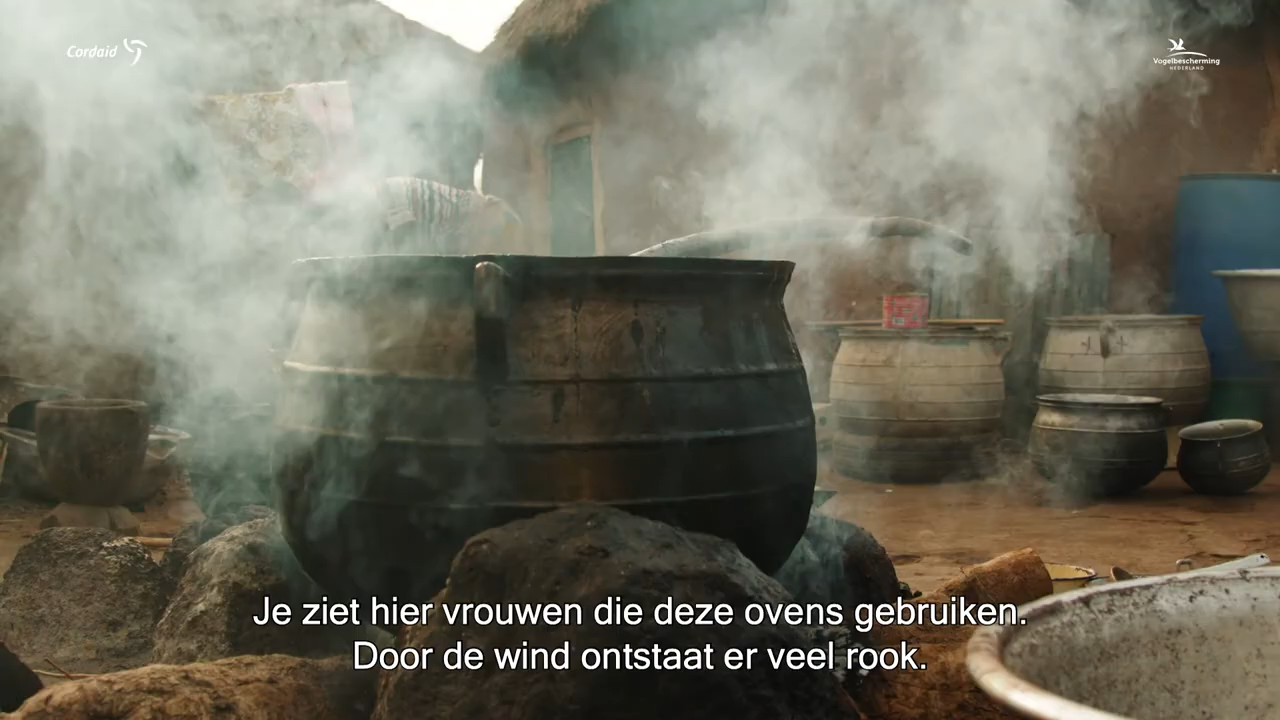 Cordaid
Vogelbescherming
NEDERLAND
Je ziet hier vrouwen die deze ovens gebruiken.
Door de wind ontstaat er veel rook.